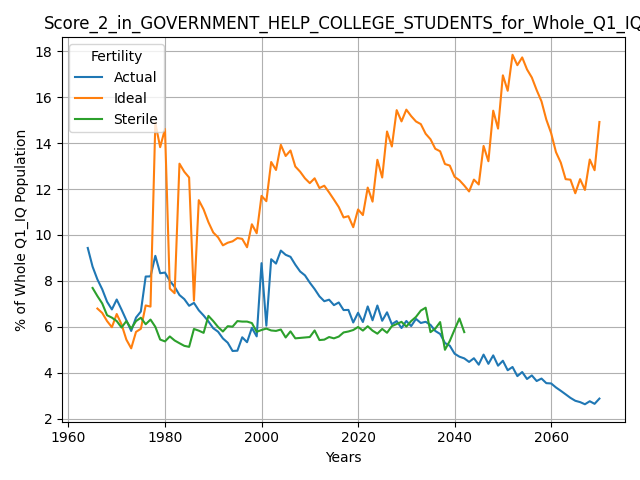 Score_2_in_GOVERNMENT_HELP_COLLEGE_STUDENTS_for_Whole_Q1_IQ
Fertility
Actual
Ideal
Sterile
% of Whole Q1_IQ Population
18
16
14
12
10
8
6
4
2
1960
1980
2000
2020
2040
2060
Years